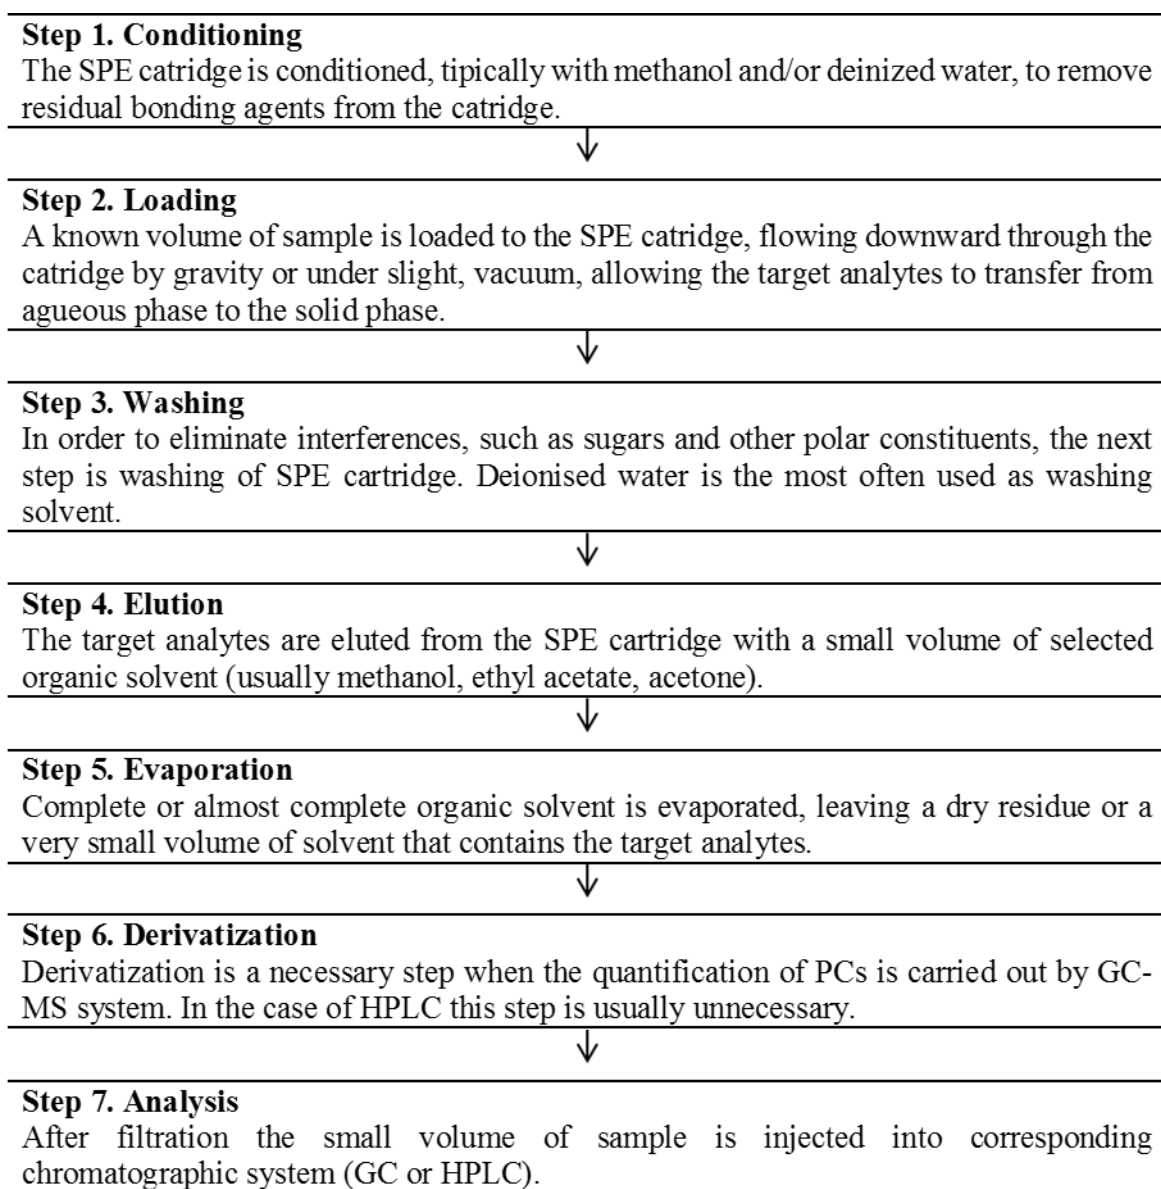 Step 1. Conditioning
The SPE catridge is conditioned, tipically with methanol and/or deinized water, to remove
residual bonding agents from the catridge.
Step 2. Loading
A known volume of sample is loaded to the SPE catridge, flowing downward through the
catridge by gravity or under slight, vacuum, allowing the target analytes to transfer from
agueous phase to the solid phase.
Step 3. Washing
In order to eliminate interferences, such as sugars and other polar constituents, the next
step is washing of SPE cartridge. Deionised water is the most often used as washing
solvent.
Step 4. Elution
The target analytes are eluted from the SPE cartridge with a small volume of selected
organic solvent (usually methanol, ethyl acetate, acetone).
Step 5. Evaporation
Complete or almost complete organic solvent is evaporated, leaving a dry residue or a
very small volume of solvent that contains the target analytes.
Step 6. Derivatization
Derivatization is a necessary step when the quantification of PCs is carried out by GC-
MS system. In the case of HPLC this step is usually unnecessary.
Step 7. Analysis
After filtration the small volume of sample is injected into corresponding
chromatographic system (GC or HPLC).